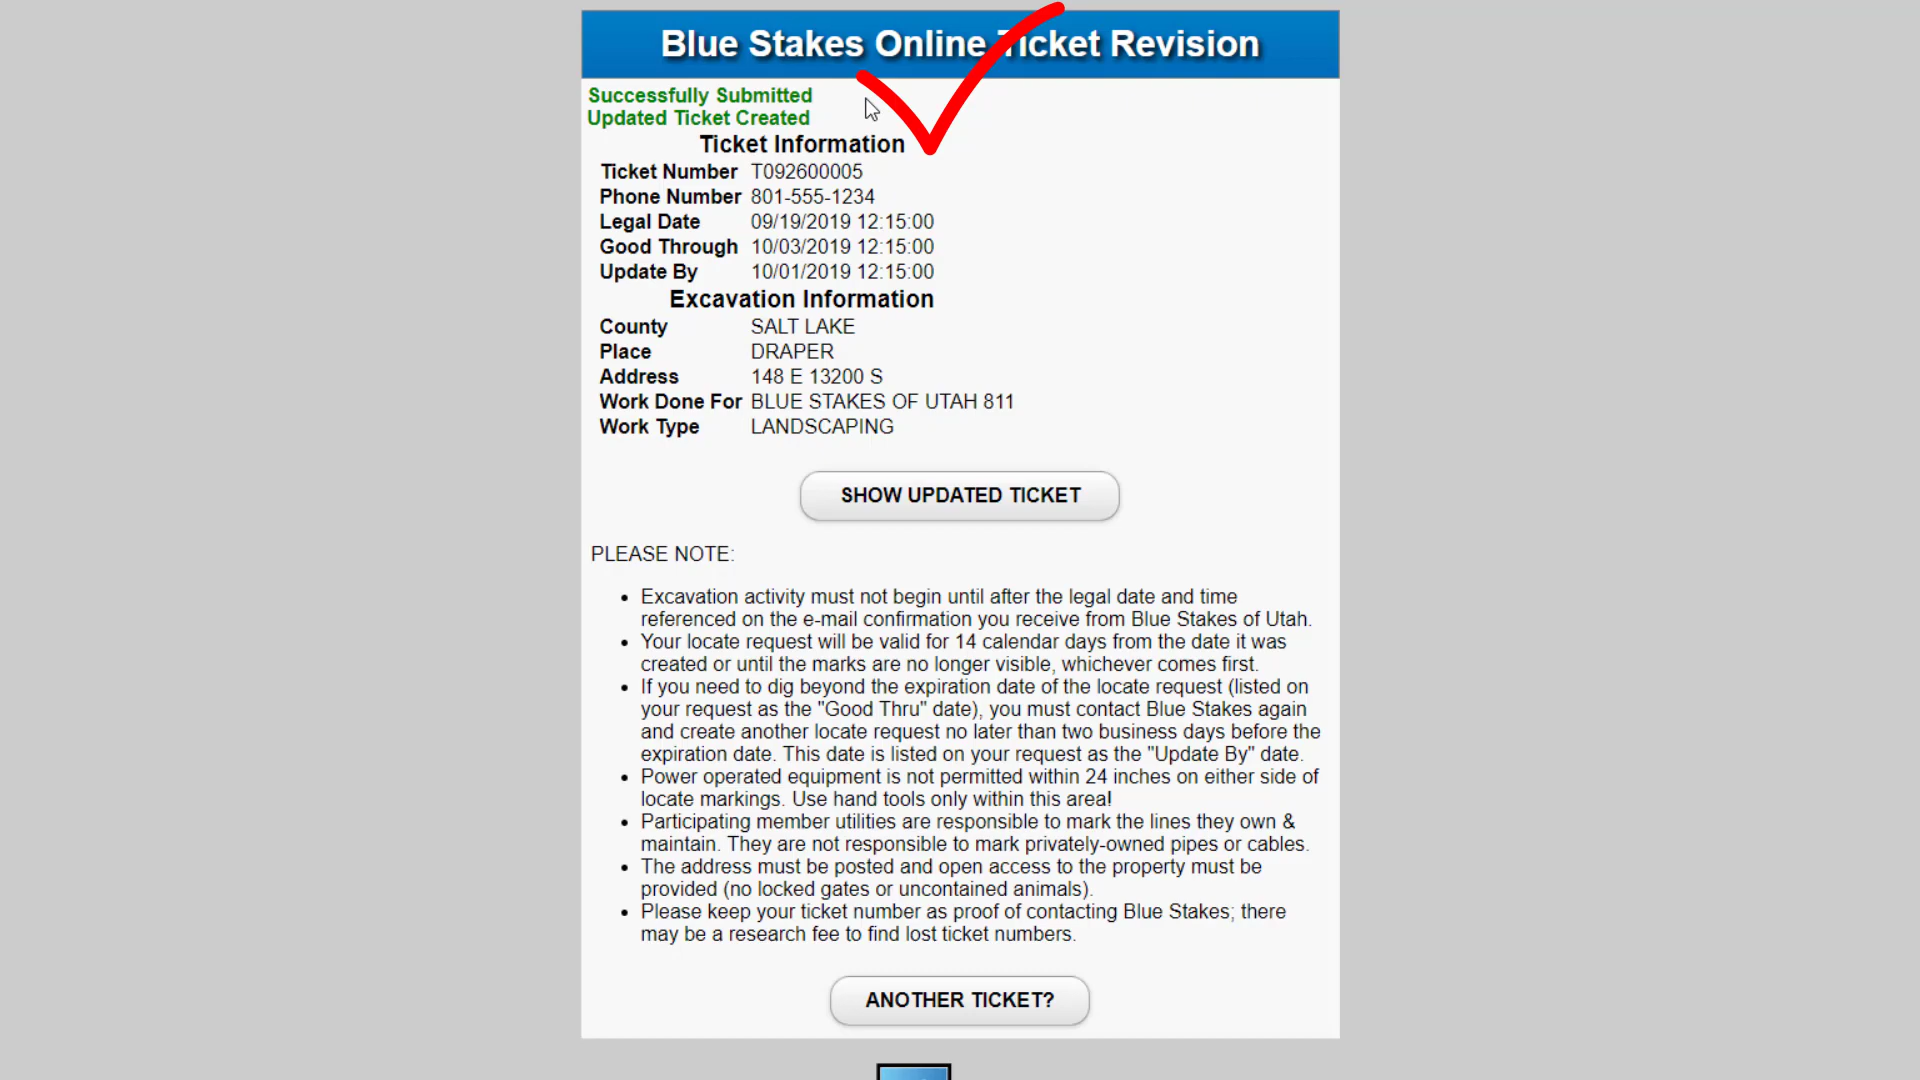 Blue Stakes Online Ticket Revision
Successfully Submitted
Updated Ticket Created
Ticket Information
Ticket Number T092600005
Phone Number 801-555-1234
Legal Date 09/19/2019 12:15:00
Good Through 10/03/2019 12:15:00
Update By 10/01/2019 12:15:00
Excavation Information
County SALT LAKE
Place DRAPER
Address 148 E 13200 S
Work Done For BLUE STAKES OF UTAH 811
Work Type LANDSCAPING
SHOW UPDATED TICKET
PLEASE NOTE:
• Excavation activity must not begin until after the legal date and time
referenced on the e-mail confirmation you receive from Blue Stakes of Utah.
• Your locate request will be valid for 14 calendar days from the date it was
created or until the marks are no longer visible, whichever comes first.
• If you need to dig beyond the expiration date of the locate request (listed on
your request as the "Good Thru" date), you must contact Blue Stakes again
and create another locate request no later than two business days before the
expiration date. This date is listed on your request as the "Update By" date.
• Power operated equipment is not permitted within 24 inches on either side of
locate markings. Use hand tools only within this area!
• Participating member utilities are responsible to mark the lines they own &
maintain. They are not responsible to mark privately-owned pipes or cables.
• The address must be posted and open access to the property must be
provided (no locked gates or uncontained animals).
• Please keep your ticket number as proof of contacting Blue Stakes; there
may be a research fee to find lost ticket numbers.
ANOTHER TICKET?